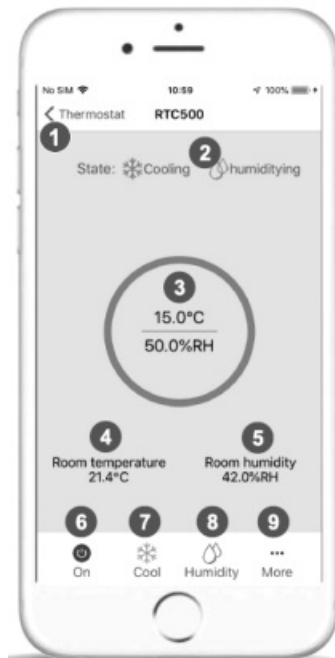 No SIM 10:59 100%
Thermostat RTC500
1
2
State: Cooling humiditying
3
15.0°C
50.0%RH
4 5
Room temperature Room humidity
21.4°C 42.0%RH
6 7 8 9
On Cool Humidity More